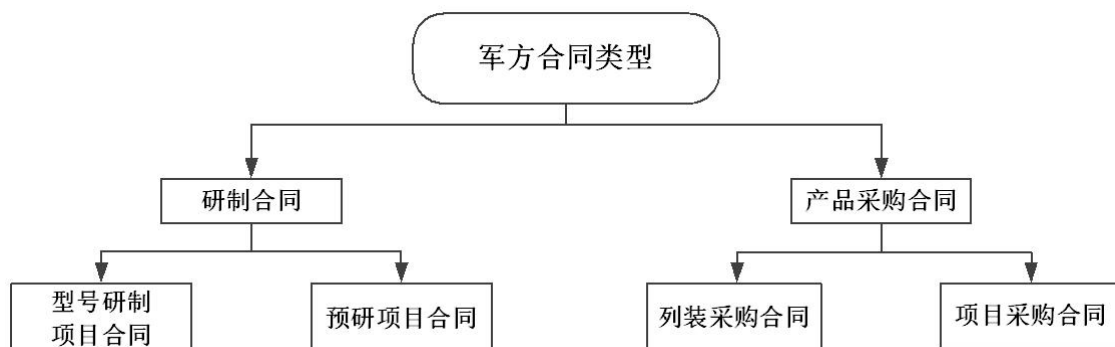 军方合同类型
研制合同
产品采购合同
型号研制
项目合同
预研项目合同
列装采购合同
项目采购合同